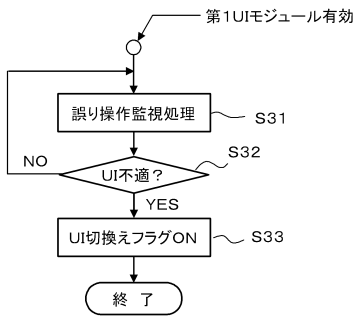 第１UIモジュール有効
誤り操作監視処理
S31
S32
NO
UI不適？
YES
UI切換えフラグON
S33
終 了